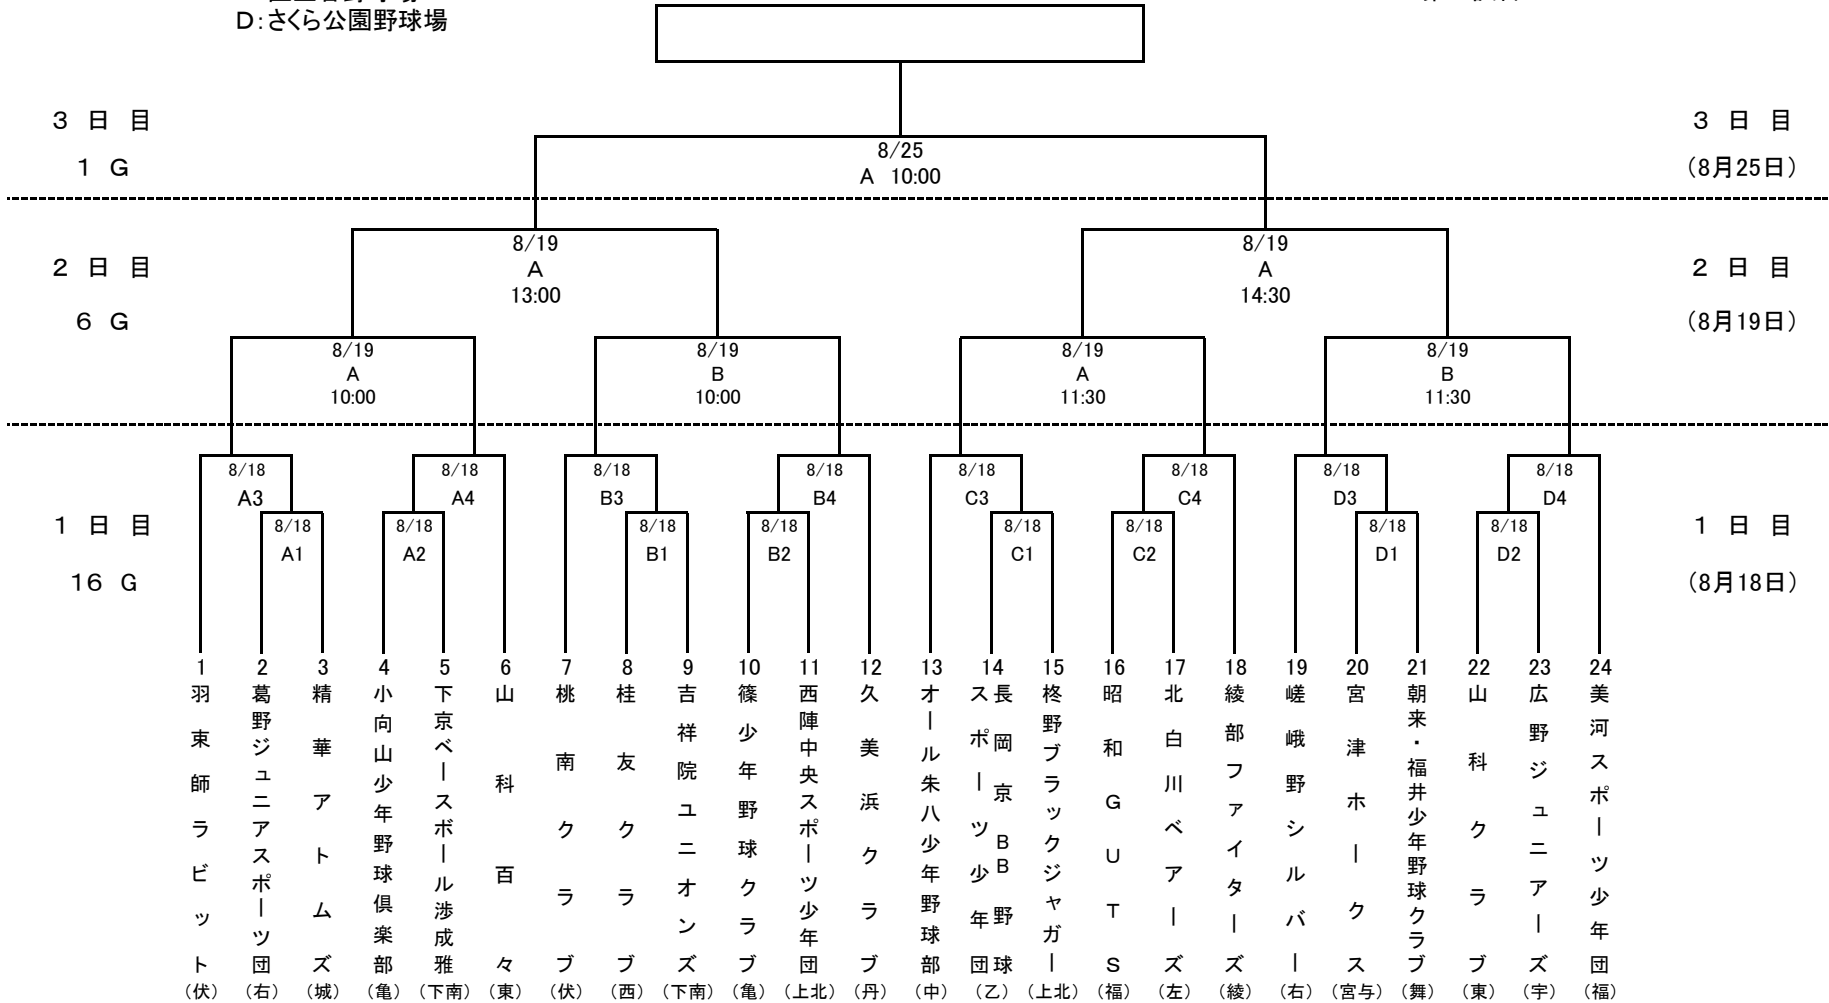 D:さくら公園野球場
3 日 目
1 G
8/25
A 10:00
3 日 目
(8月25日)
2 日 目
6 G
8/19
A
13:00
8/19
A
14:30
2 日 目
(8月19日)
8/19
A
10:00
8/19
B
10:00
8/19
A
11:30
8/19
B
11:30
8/18
A3
8/18
A4
8/18
B3
8/18
B4
8/18
C3
8/18
C4
8/18
D3
8/18
D4
1 日 目
16 G
8/18
A1
8/18
A2
8/18
B1
8/18
B2
8/18
C1
8/18
C2
8/18
D1
8/18
D2
1 日 目
(8月18日)
1
羽束師ラビット
(伏)
2
葛野ジュニアスポーツ団
(右)
3
精華アトムズ
(城)
4
小向山少年野球倶楽部
(亀)
5
下京ベースボール渉成雅
(下南)
6
山科百々
(東)
7
桃南クラブ
(伏)
8
桂友クラブ
(西)
9
吉祥院ユニオンズ
(下南)
10
篠少年野球クラブ
(亀)
11
西陣中央スポーツ少年団
(上北)
12
久美浜クラブ
(丹)
13
オール朱八少年野球部
(中)
14
長岡京BB野球
スポーツ少年団
(乙)
15
柊野ブラックジャガー
(上北)
16
昭和GUTS
(福)
17
北白川ベアーズ
(左)
18
綾部ファイターズ
(綾)
19
嵯峨野シルバー
(右)
20
宮津ホークス
(宮与)
21
朝来・福井少年野球クラブ
(舞)
22
山科クラブ
(東)
23
広野ジュニアーズ
(宇)
24
美河スポーツ少年団
(福)